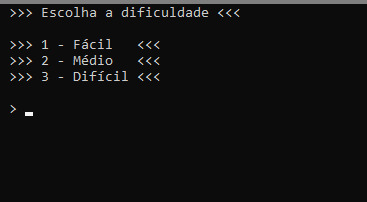 >>> Escolha a dificuldade <<<
>>> 1 - Fácil   <<<
>>> 2 - Médio   <<<
>>> 3 - Difícil <<<
> _